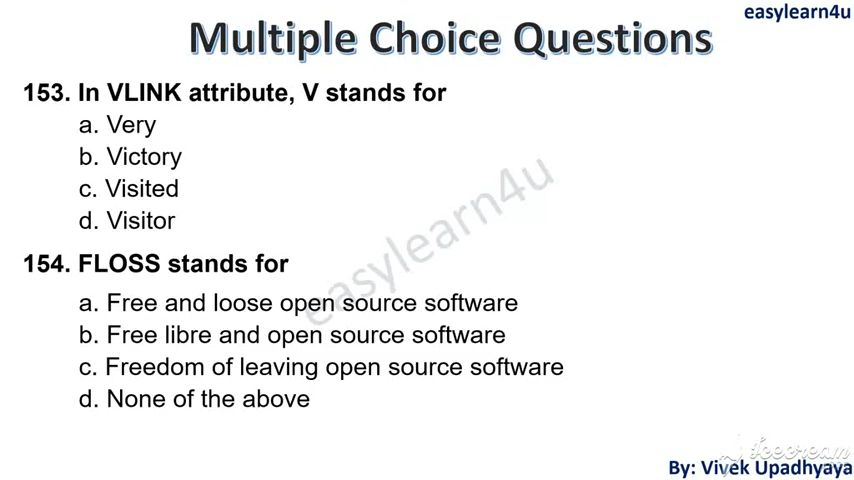 easylearn4u
Multiple Choice Questions
153. In VLINK attribute, V stands for
a. Very
b. Victory
c. Visited
d. Visitor
easylearn4u
154. FLOSS stands for
a. Free and loose open source software
b. Free libre and open source software
c. Freedom of leaving open source software
d. None of the above
Icecream
By: Vivek Upadhyaya